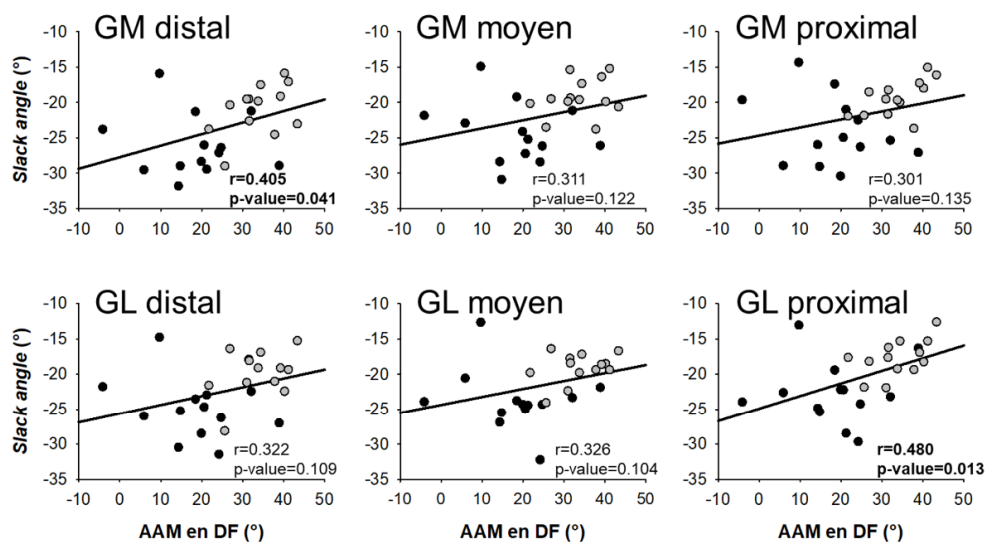 GM distal
GM moyen
GM proximal
Slack angle (°)
-10
-15
-20
-25
-30
-35
r=0.405
p-value=0.041
-10 0 10 20 30 40 50
-10
-15
-20
-25
-30
-35
r=0.311
p-value=0.122
-10 0 10 20 30 40 50
-10
-15
-20
-25
-30
-35
r=0.301
p-value=0.135
-10 0 10 20 30 40 50
GL distal
GL moyen
GL proximal
Slack angle (°)
-10
-15
-20
-25
-30
-35
r=0.322
p-value=0.109
-10 0 10 20 30 40 50
AAM en DF (°)
-10
-15
-20
-25
-30
-35
r=0.326
p-value=0.104
-10 0 10 20 30 40 50
AAM en DF (°)
-10
-15
-20
-25
-30
-35
r=0.480
p-value=0.013
-10 0 10 20 30 40 50
AAM en DF (°)